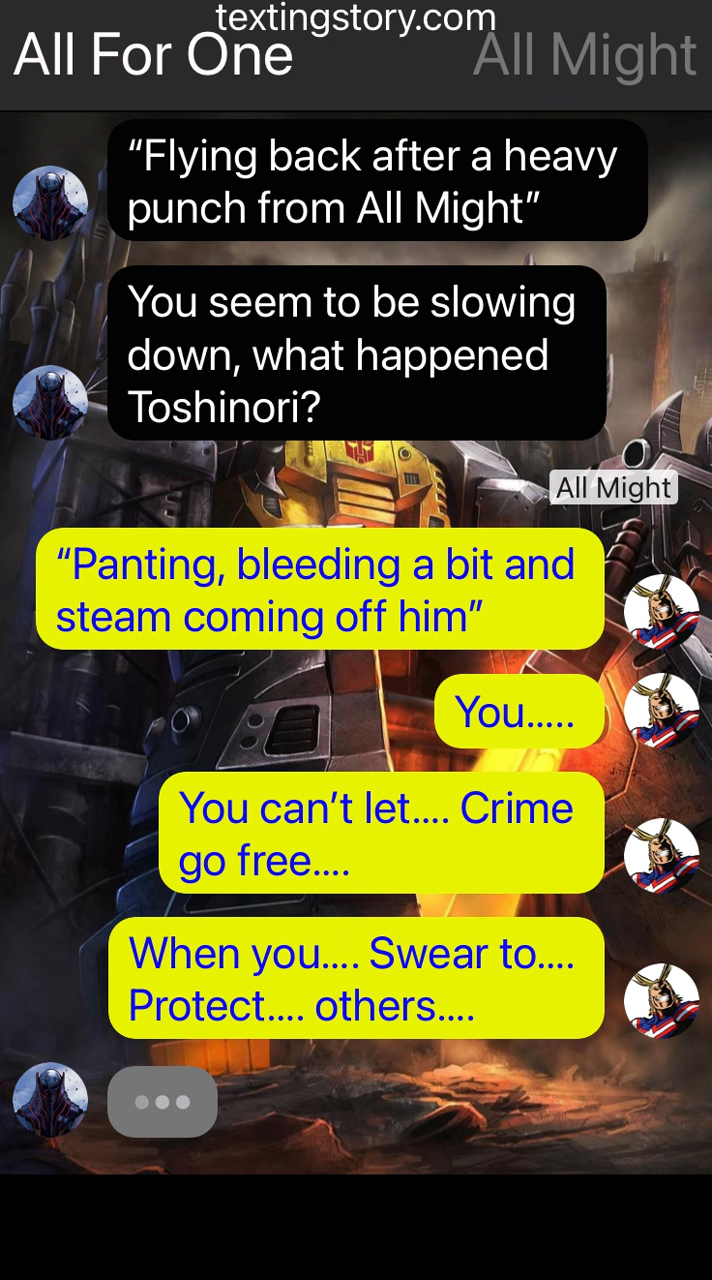 textingstory.com
All For One
All Might
“Flying back after a heavy
punch from All Might”
You seem to be slowing
down, what happened
Toshinori?
All Might
“Panting, bleeding a bit and
steam coming off him”
You.....
You can’t let.... Crime
go free....
When you.... Swear to....
Protect.... others....